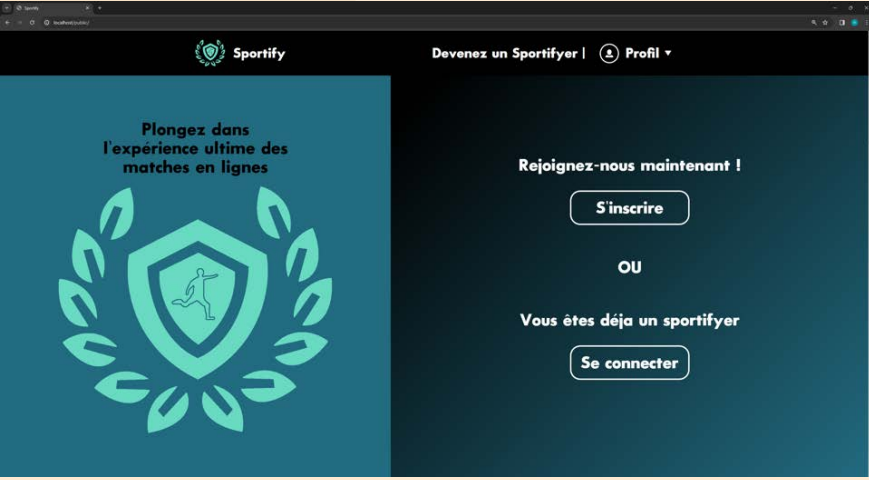 Sportify
localhost/public/
Sportify
Devenez un Sportifyer |
Profil
Plongez dans
l'expérience ultime des
matches en lignes
Rejoignez-nous maintenant !
S'inscrire
OU
Vous êtes déja un sportifyer
Se connecter